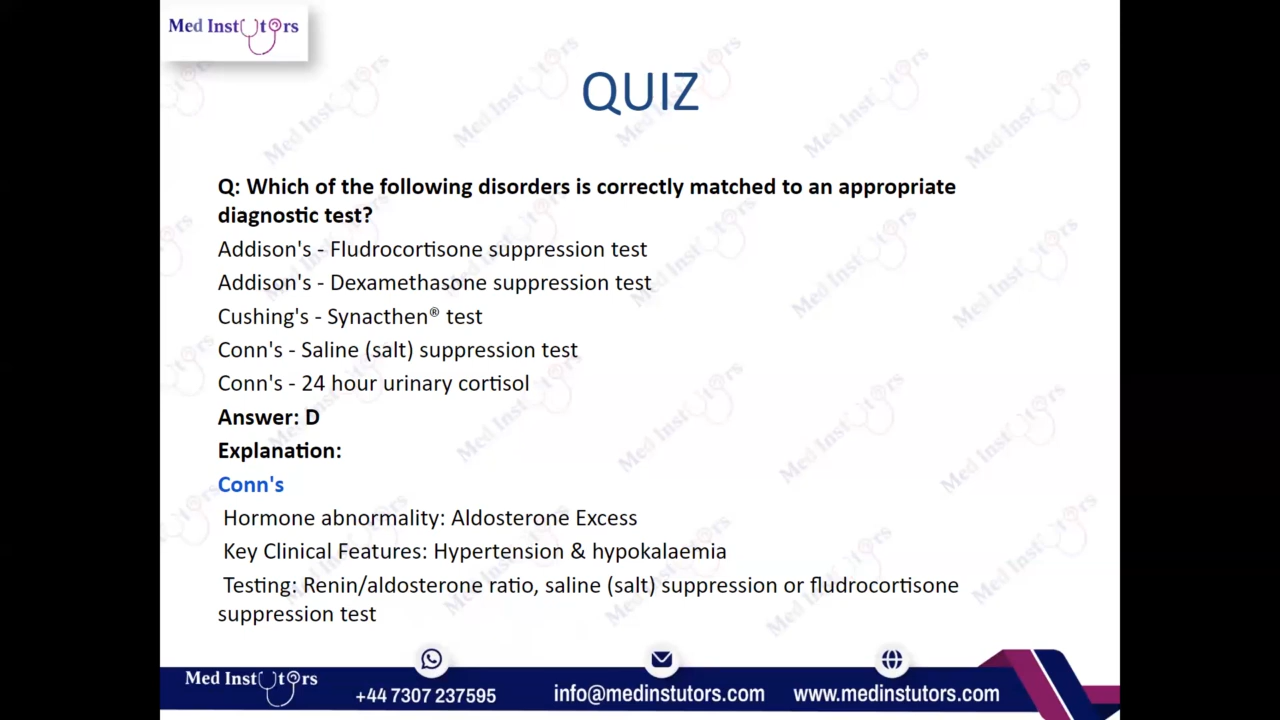 Med Instutors
QUIZ
Q: Which of the following disorders is correctly matched to an appropriate
diagnostic test?
Addison's - Fludrocortisone suppression test
Addison's - Dexamethasone suppression test
Cushing's - Synacthen® test
Conn's - Saline (salt) suppression test
Conn's - 24 hour urinary cortisol
Answer: D
Explanation:
Conn's
Hormone abnormality: Aldosterone Excess
Key Clinical Features: Hypertension & hypokalaemia
Testing: Renin/aldosterone ratio, saline (salt) suppression or fludrocortisone
suppression test
Med Instutors
+44 7307 237595
info@medinstutors.com
www.medinstutors.com